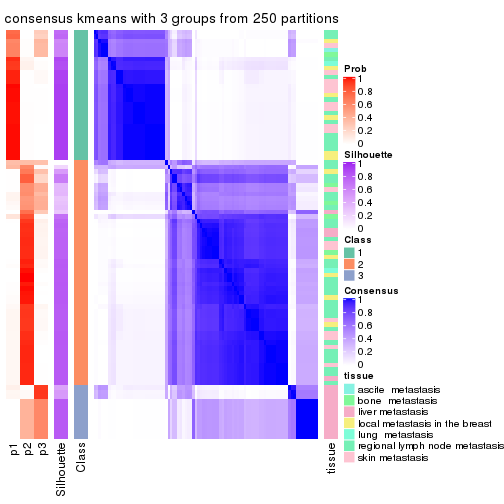 consensus kmeans with 3 groups from 250 partitions
Prob
1
0.8
0.6
0.4
0.2
0
Silhouette
1
0.8
0.6
0.4
0.2
0
Class
1
2
3
Consensus
1
0.8
0.6
0.4
0.2
0
tissue
ascite metastasis
bone metastasis
liver metastasis
local metastasis in the breast
lung metastasis
regional lymph node metastasis
skin metastasis
p1
p2
p3
Silhouette
Class
tissue